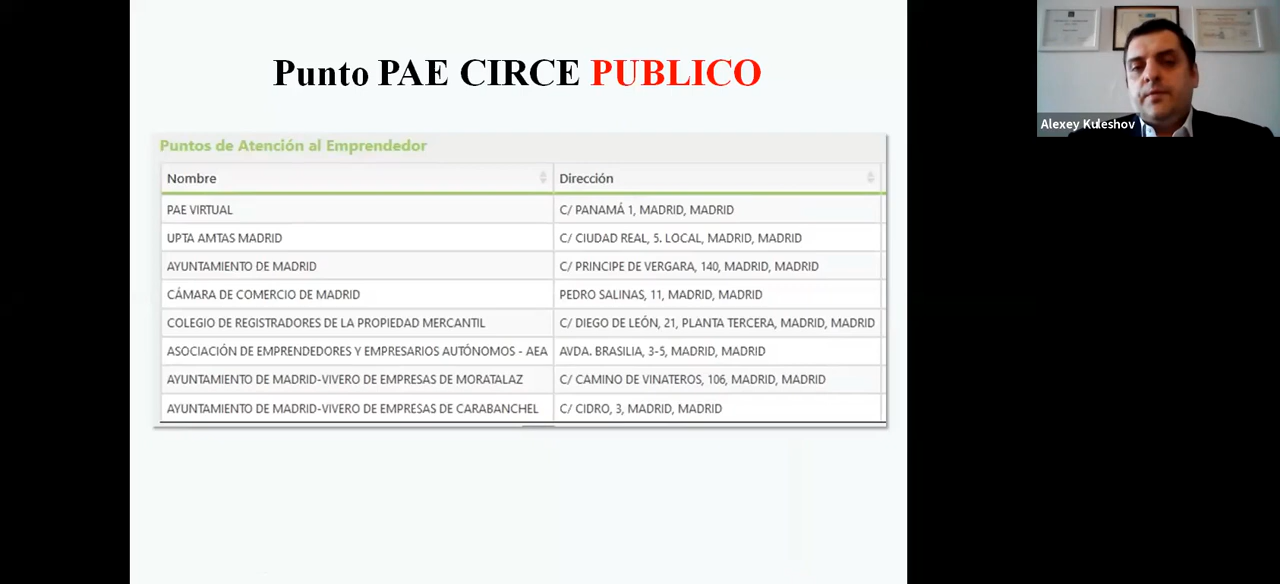 Punto PAE CIRCE PUBLICO
Alexey Kuleshov
Puntos de Atención al Emprendedor
Nombre Dirección
PAE VIRTUAL C/ PANAMÁ 1, MADRID, MADRID
UPTA AMTAS MADRID C/ CIUDAD REAL, 5. LOCAL, MADRID, MADRID
AYUNTAMIENTO DE MADRID C/ PRINCIPE DE VERGARA, 140, MADRID, MADRID
CÁMARA DE COMERCIO DE MADRID PEDRO SALINAS, 11, MADRID, MADRID
COLEGIO DE REGISTRADORES DE LA PROPIEDAD MERCANTIL C/ DIEGO DE LEÓN, 21, PLANTA TERCERA, MADRID, MADRID
ASOCIACIÓN DE EMPRENDEDORES Y EMPRESARIOS AUTÓNOMOS - AEA AVDA. BRASILIA, 3-5, MADRID, MADRID
AYUNTAMIENTO DE MADRID-VIVERO DE EMPRESAS DE MORATALAZ C/ CAMINO DE VINATEROS, 106, MADRID, MADRID
AYUNTAMIENTO DE MADRID-VIVERO DE EMPRESAS DE CARABANCHEL C/ CIDRO, 3, MADRID, MADRID